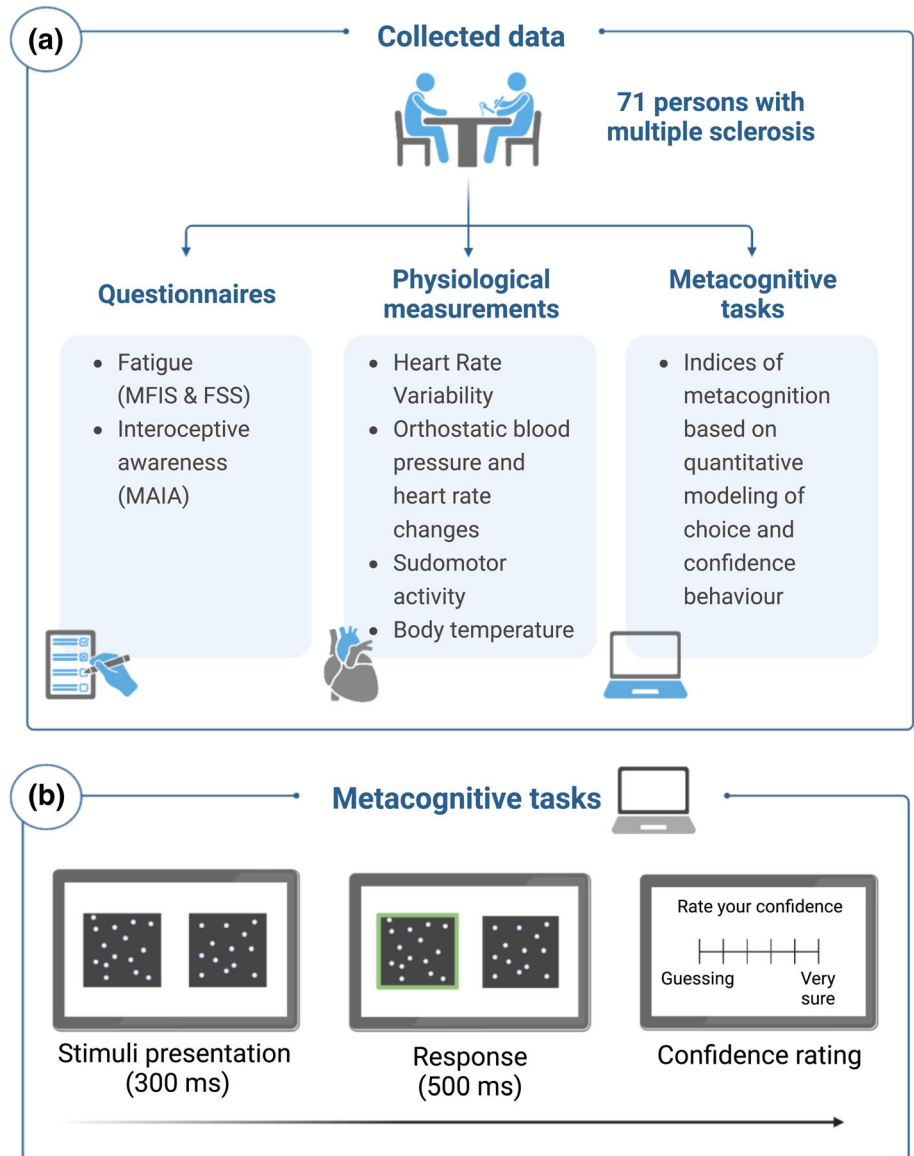 (a)
Collected data
71 persons with
multiple sclerosis
Questionnaires
• Fatigue
(MFIS & FSS)
• Interoceptive
awareness
(MAIA)
Physiological
measurements
• Heart Rate
Variability
• Orthostatic blood
pressure and
heart rate
changes
• Sudomotor
activity
• Body temperature
Metacognitive
tasks
• Indices of
metacognition
based on
quantitative
modeling of
choice and
confidence
behaviour
(b)
Metacognitive tasks
Stimuli presentation
(300 ms)
Response
(500 ms)
Rate your confidence
Guessing
Very
sure
Confidence rating